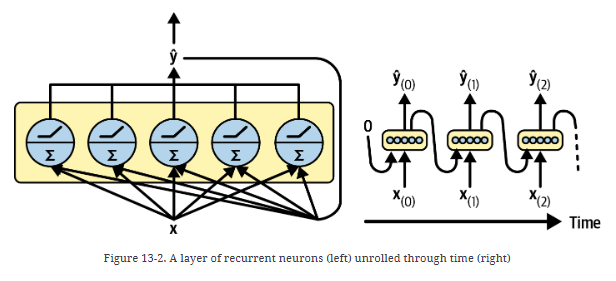 ŷ
Σ Σ Σ Σ Σ
x
ŷ(0) ŷ(1) ŷ(2)
0
x(0) x(1) x(2)
Time
Figure 13-2. A layer of recurrent neurons (left) unrolled through time (right)